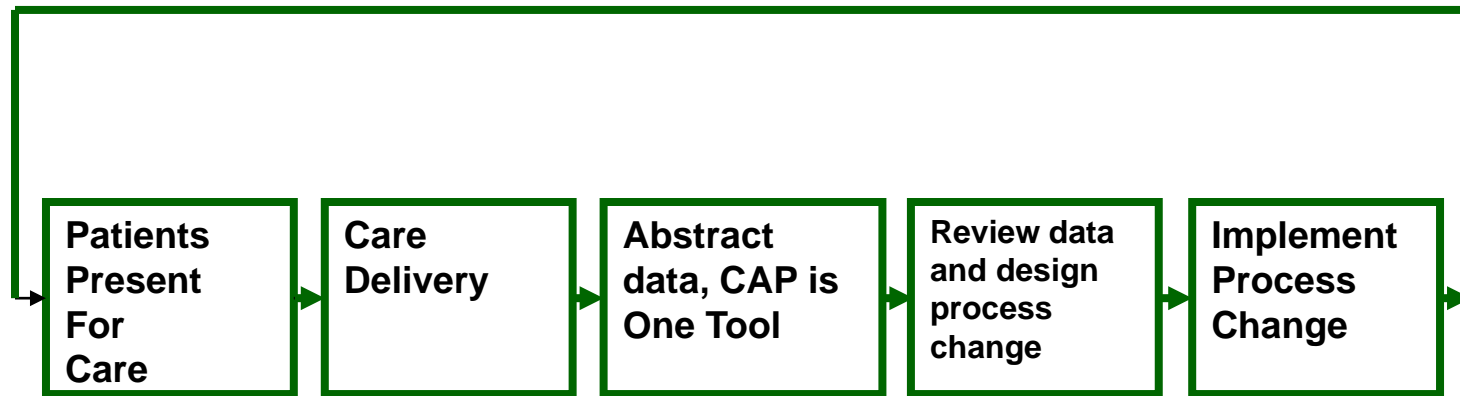 Patients
Present
For
Care
Care
Delivery
Abstract
data, CAP is
One Tool
Review data
and design
process
change
Implement
Process
Change